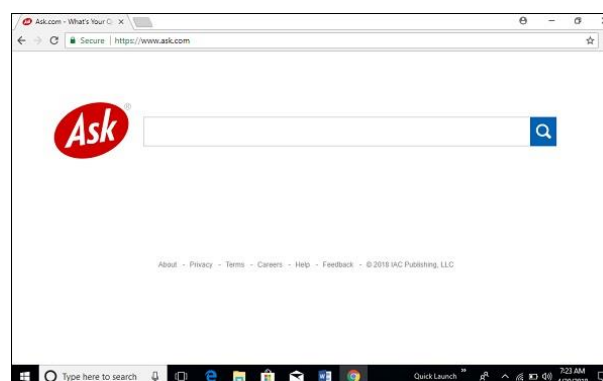 Ask.com - What's Your Q
Secure | https://www.ask.com
Ask®
About - Privacy - Terms - Careers - Help - Feedback - © 2018 IAC Publishing, LLC
Type here to search
Quick Launch
7:23 AM